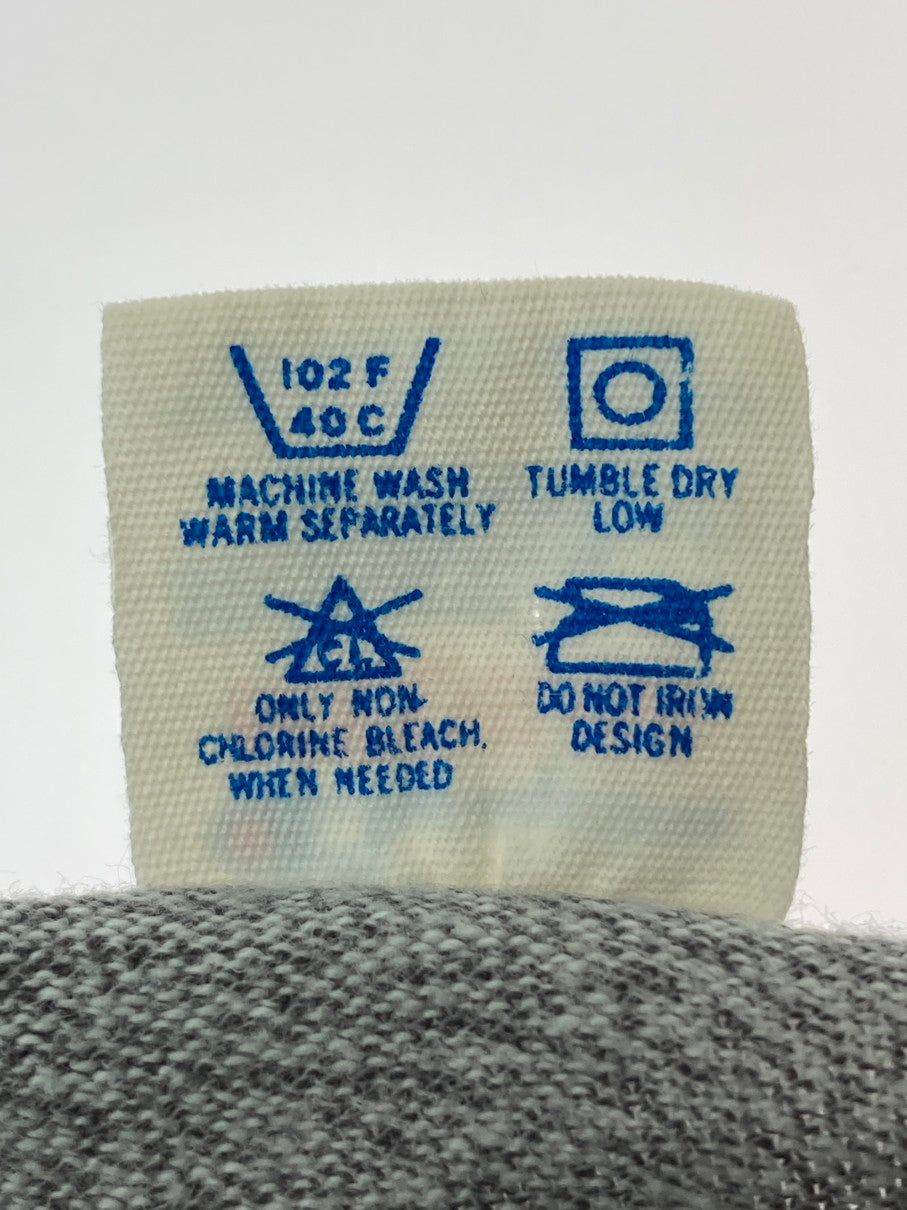 102 F
40 C
MACHINE WASH
WARM SEPARATELY
TUMBLE DRY
LOW
CL
ONLY NON-
CHLORINE BLEACH,
WHEN NEEDED
DO NOT IRON
DESIGN